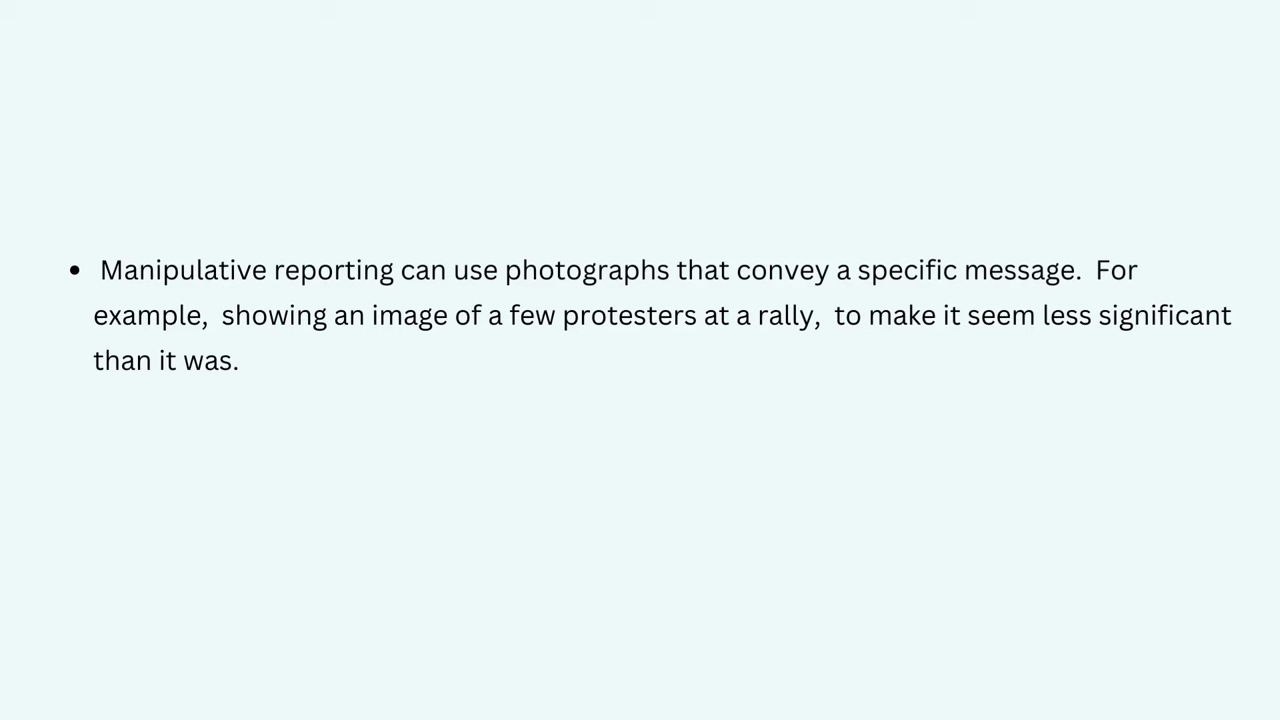 • Manipulative reporting can use photographs that convey a specific message.  For
example,  showing an image of a few protesters at a rally,  to make it seem less significant
than it was.